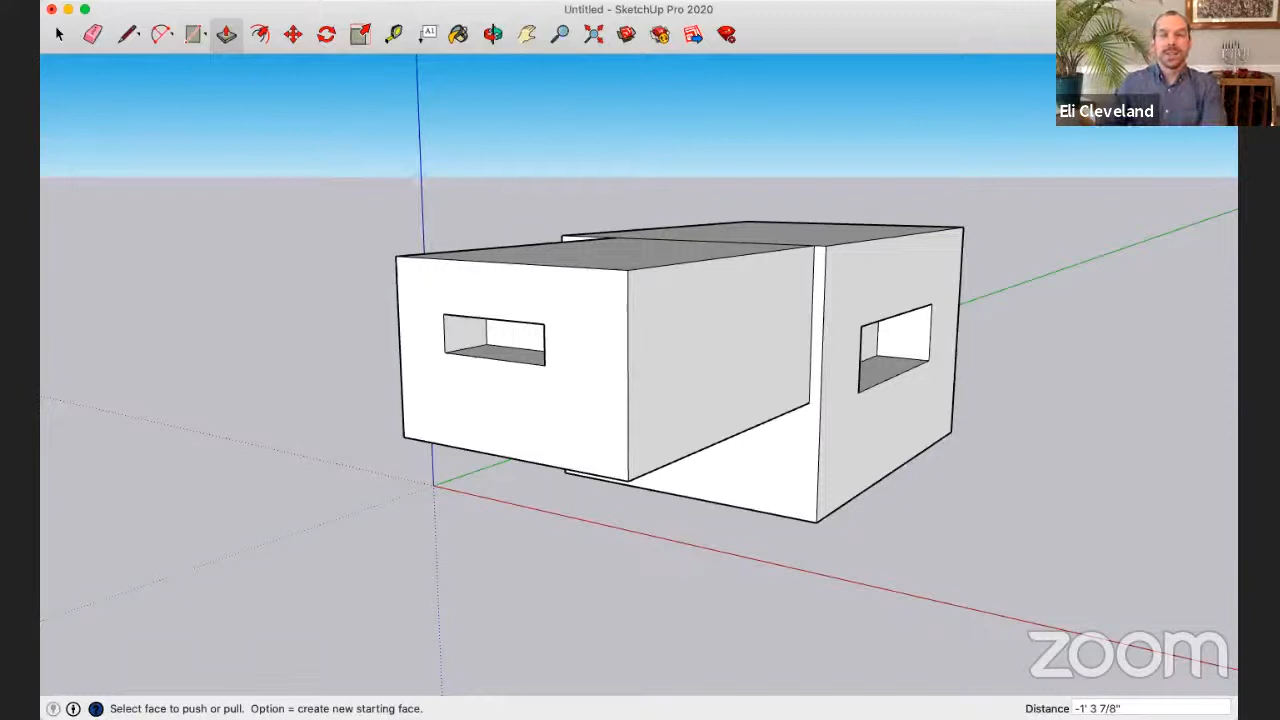 Untitled - SketchUp Pro 2020
A1
Eli Cleveland
zoom
Select face to push or pull. Option = create new starting face.
Distance -1' 3 7/8"